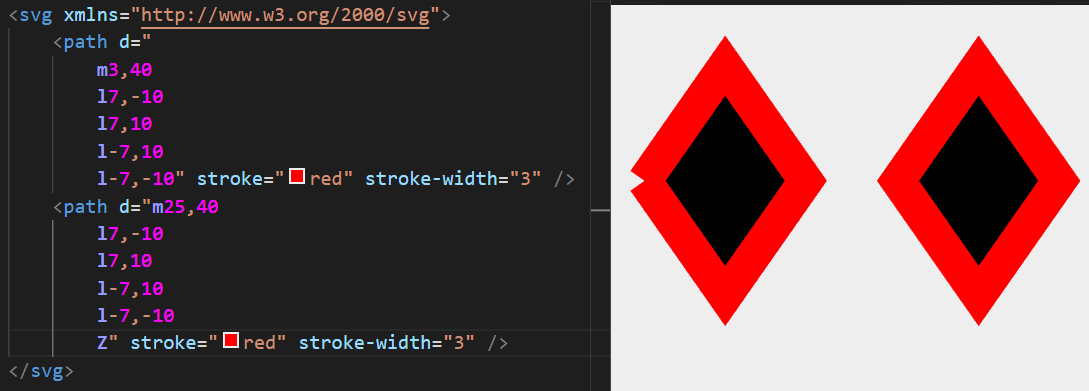 <svg xmlns="http://www.w3.org/2000/svg">
<path d="
m3,40
l7,-10
l7,10
l-7,10
l-7,-10" stroke="red" stroke-width="3" />
<path d="m25,40
l7,-10
l7,10
l-7,10
l-7,-10
Z" stroke="red" stroke-width="3" />
</svg>